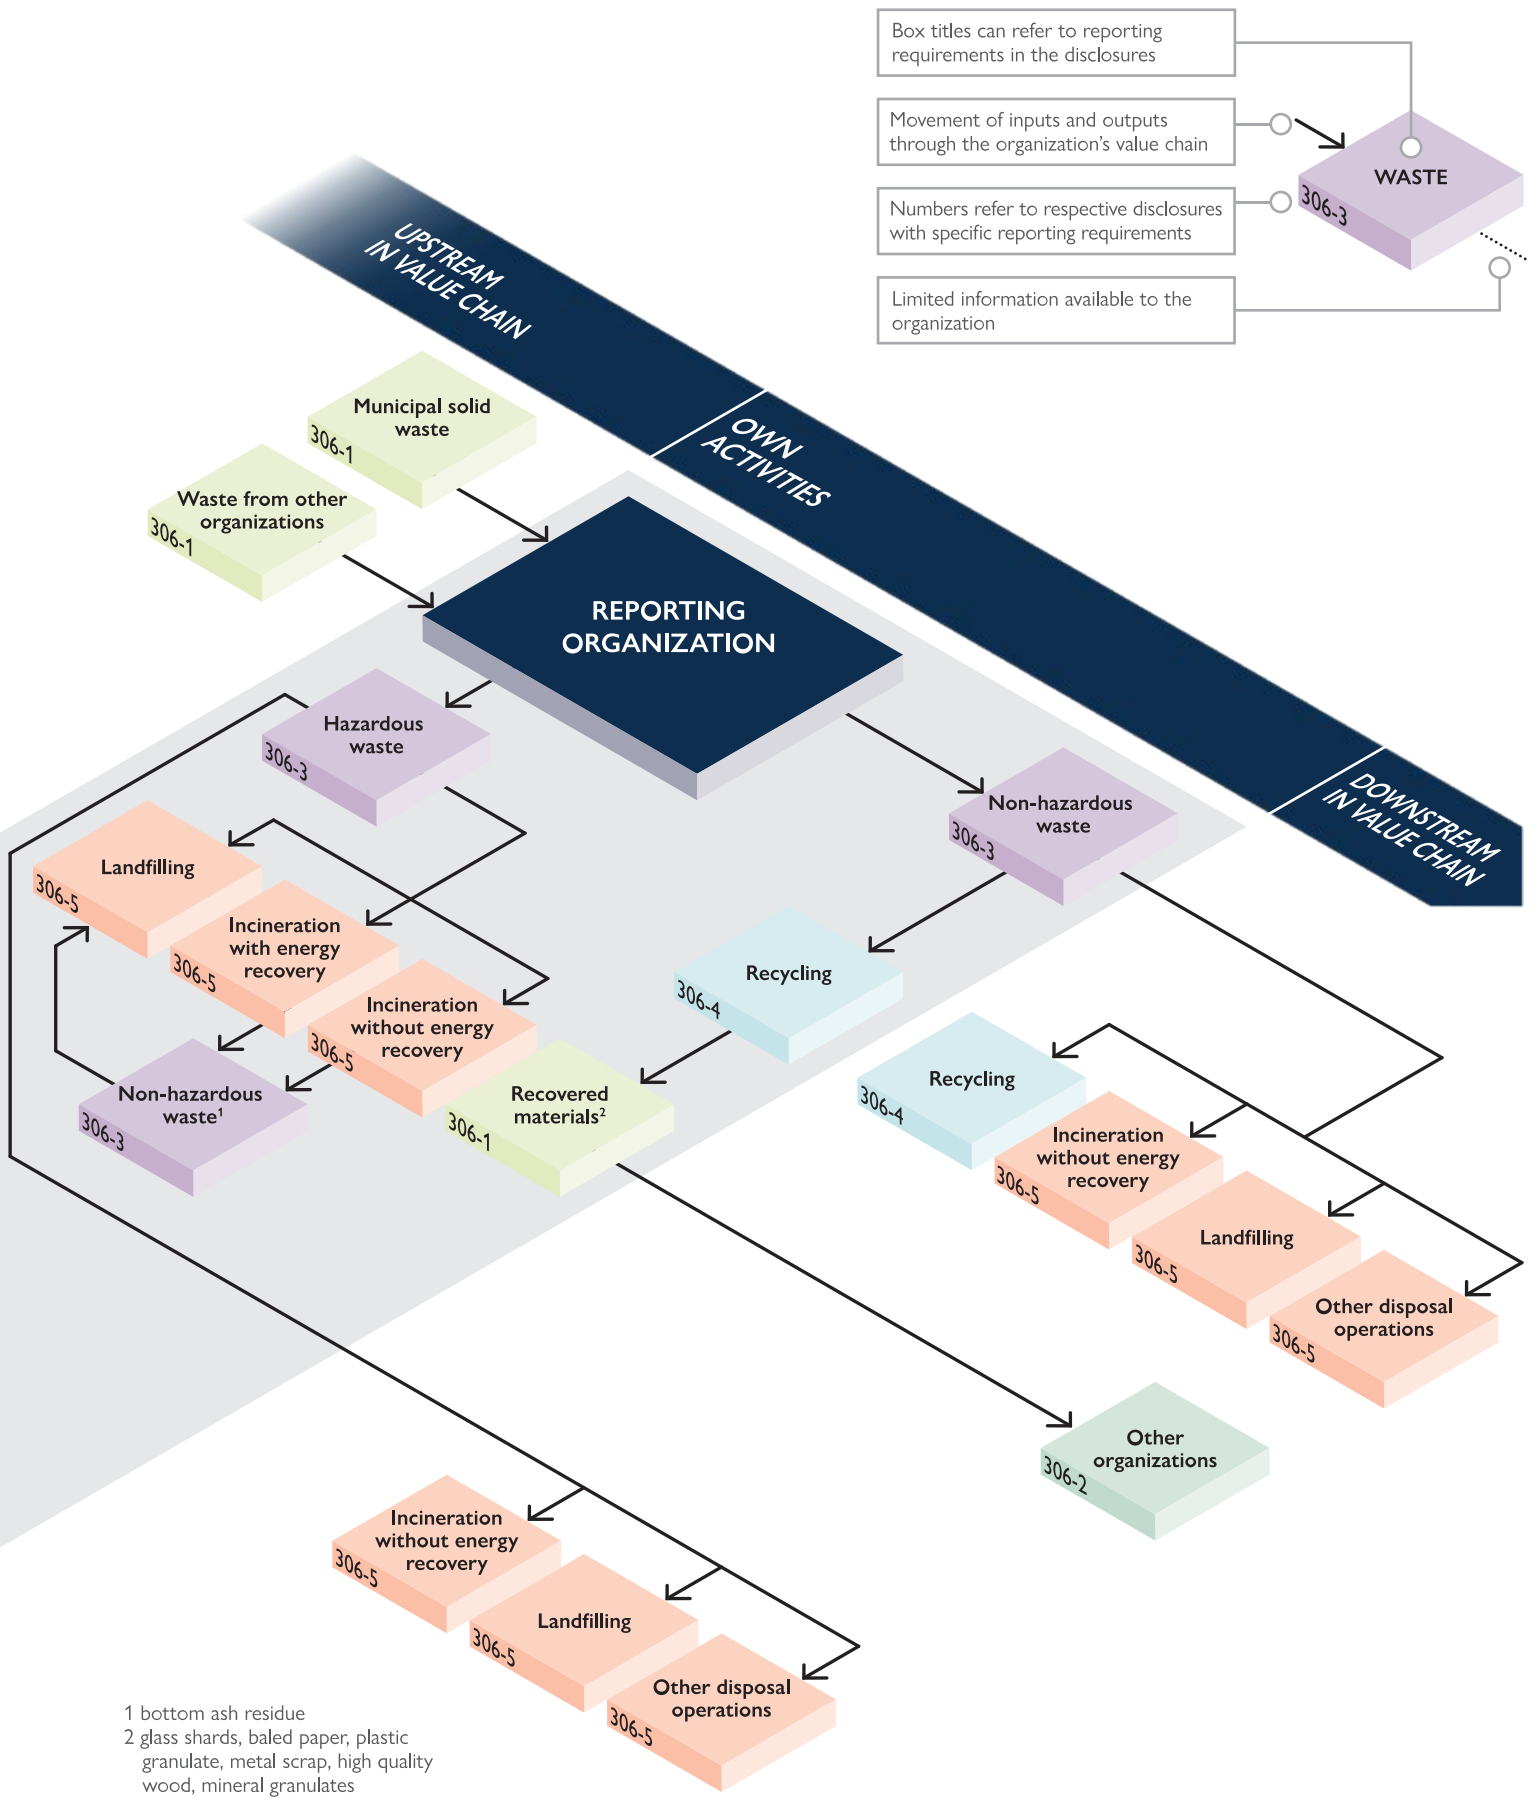 Box titles can refer to reporting
requirements in the disclosures
Movement of inputs and outputs
through the organization's value chain
Numbers refer to respective disclosures
with specific reporting requirements
Limited information available to the
organization
WASTE
306-3
UPSTREAM
IN VALUE CHAIN
OWN
ACTIVITIES
DOWNSTREAM
IN VALUE CHAIN
Municipal solid
waste
306-1
Waste from other
organizations
306-1
REPORTING
ORGANIZATION
Hazardous
waste
306-3
Non-hazardous
waste
306-3
Landfilling
306-5
Incineration
with energy
recovery
306-5
Incineration
without energy
recovery
306-5
Recycling
306-4
Non-hazardous
waste1
306-3
Recovered
materials2
306-1
Recycling
306-4
Incineration
without energy
recovery
306-5
Landfilling
306-5
Other disposal
operations
306-5
Other
organizations
306-2
Incineration
without energy
recovery
306-5
Landfilling
306-5
Other disposal
operations
306-5
1 bottom ash residue
2 glass shards, baled paper, plastic
granulate, metal scrap, high quality
wood, mineral granulates